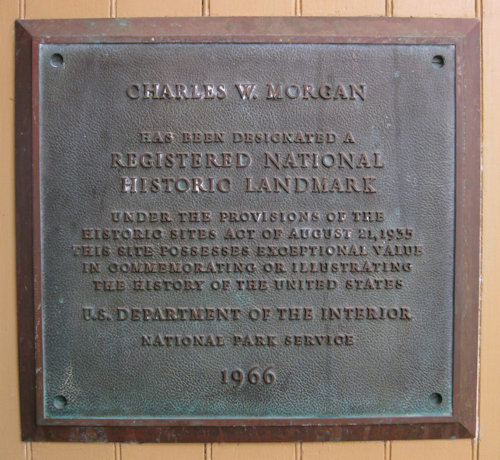 CHARLES W. MORGAN
HAS BEEN DESIGNATED A
REGISTERED NATIONAL
HISTORIC LANDMARK
UNDER THE PROVISIONS OF THE
HISTORIC SITES ACT OF AUGUST 21, 1935
THIS SITE POSSESSES EXCEPTIONAL VALUE
IN COMMEMORATING OR ILLUSTRATING
THE HISTORY OF THE UNITED STATES
U.S. DEPARTMENT OF THE INTERIOR
NATIONAL PARK SERVICE
1966